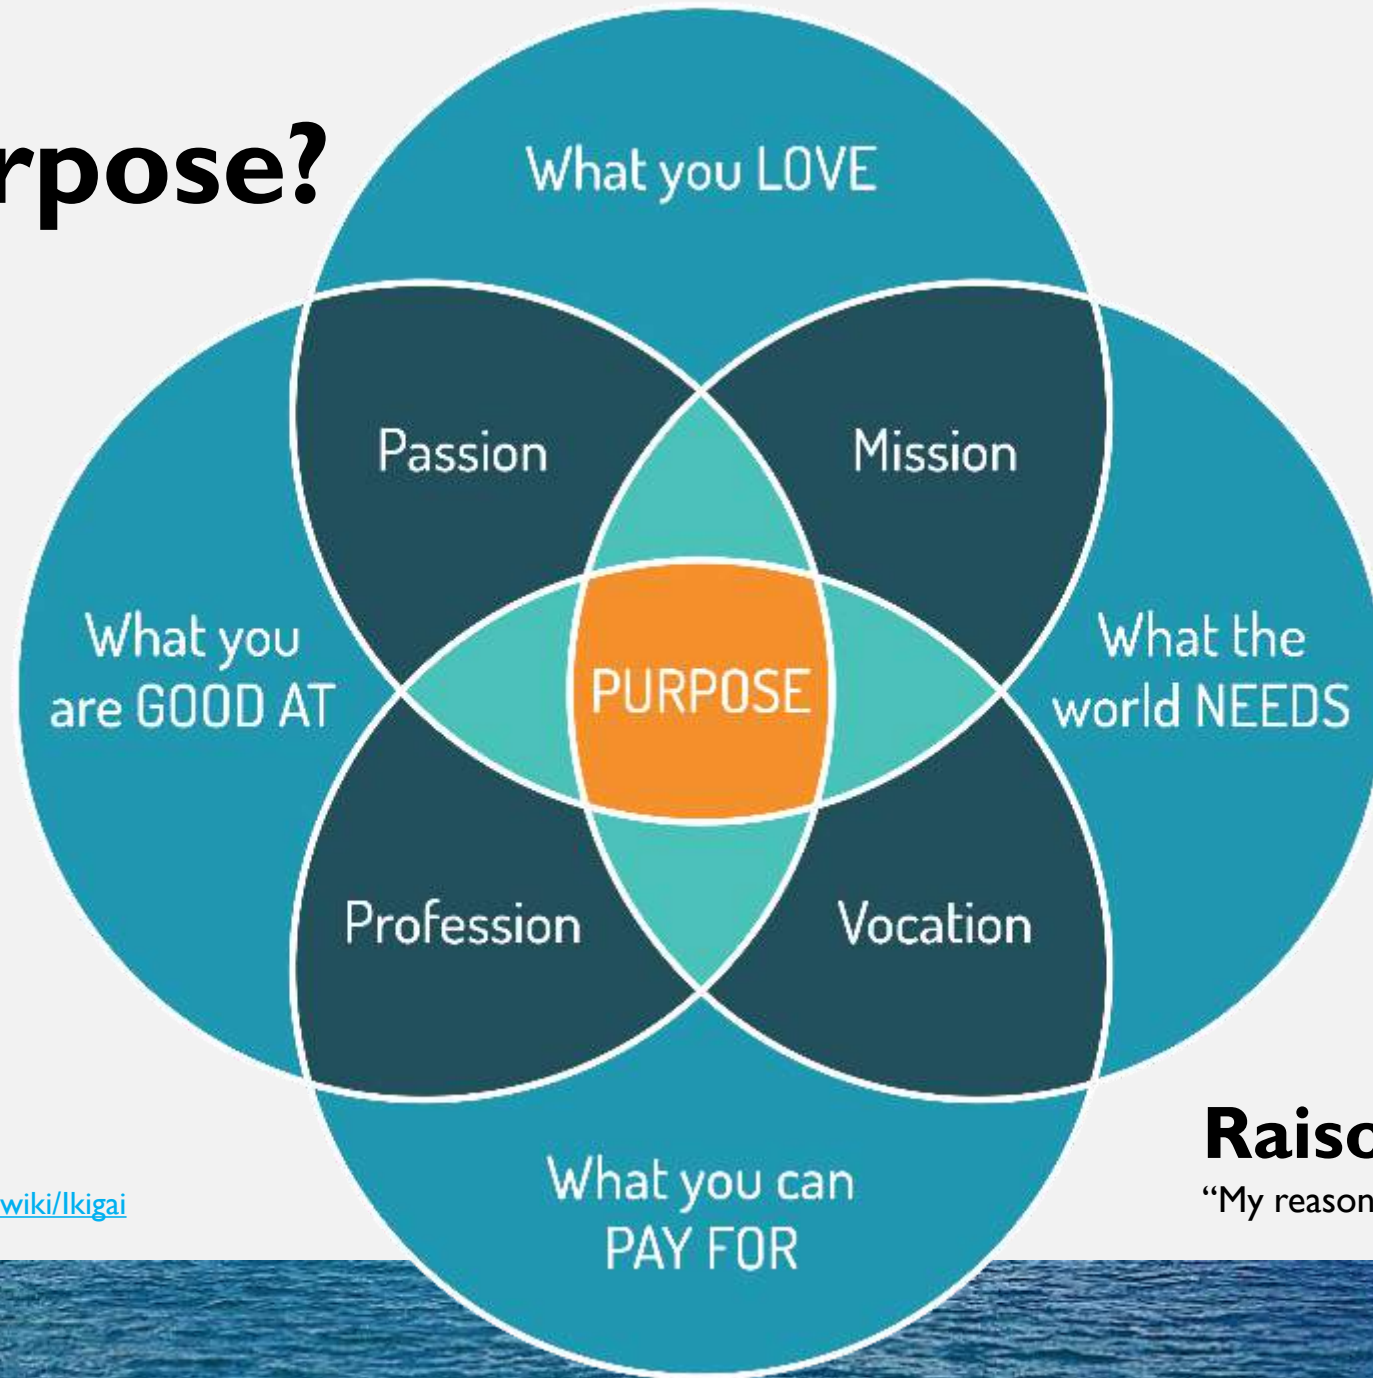 rpose?
What you LOVE
Passion
Mission
What you
are GOOD AT
PURPOSE
What the
world NEEDS
Profession
Vocation
What you can
PAY FOR
wiki/Ikigai
Raiso
“My reason